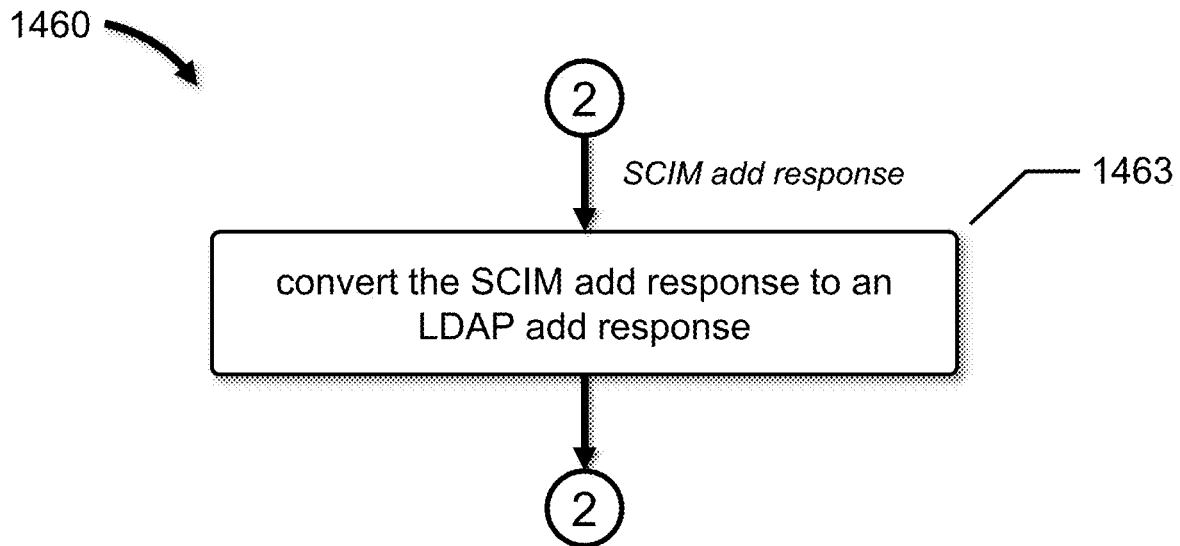 1460
2
SCIM add response
1463
convert the SCIM add response to an
LDAP add response
2